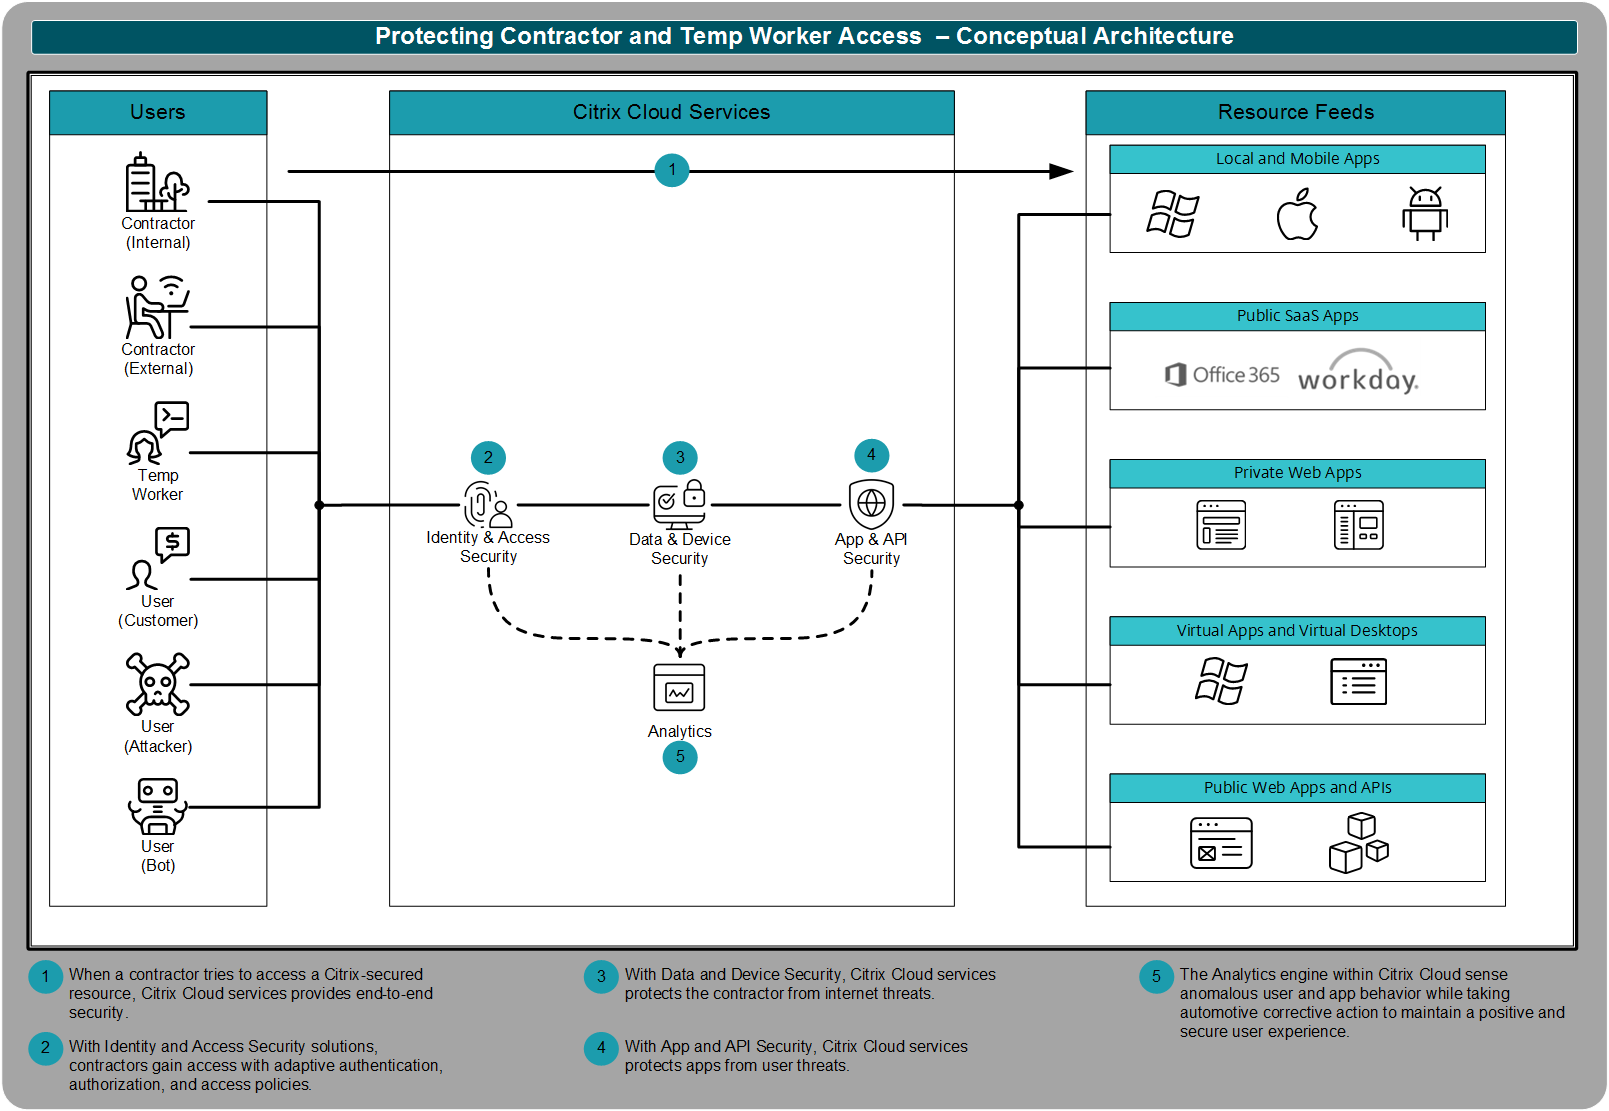 Protecting Contractor and Temp Worker Access – Conceptual Architecture
Users
Citrix Cloud Services
Resource Feeds
1
Contractor
(Internal)
Contractor
(External)
Temp
Worker
$
User
(Customer)
User
(Attacker)
User
(Bot)
2
Identity & Access
Security
3
Data & Device
Security
4
App & API
Security
Analytics
5
Local and Mobile Apps
Public SaaS Apps
Office 365
workday.
Private Web Apps
Virtual Apps and Virtual Desktops
Public Web Apps and APIs
1
When a contractor tries to access a Citrix-secured
resource, Citrix Cloud services provides end-to-end
security.
2
With Identity and Access Security solutions,
contractors gain access with adaptive authentication,
authorization, and access policies.
3
With Data and Device Security, Citrix Cloud services
protects the contractor from internet threats.
4
With App and API Security, Citrix Cloud services
protects apps from user threats.
5
The Analytics engine within Citrix Cloud sense
anomalous user and app behavior while taking
automotive corrective action to maintain a positive and
secure user experience.